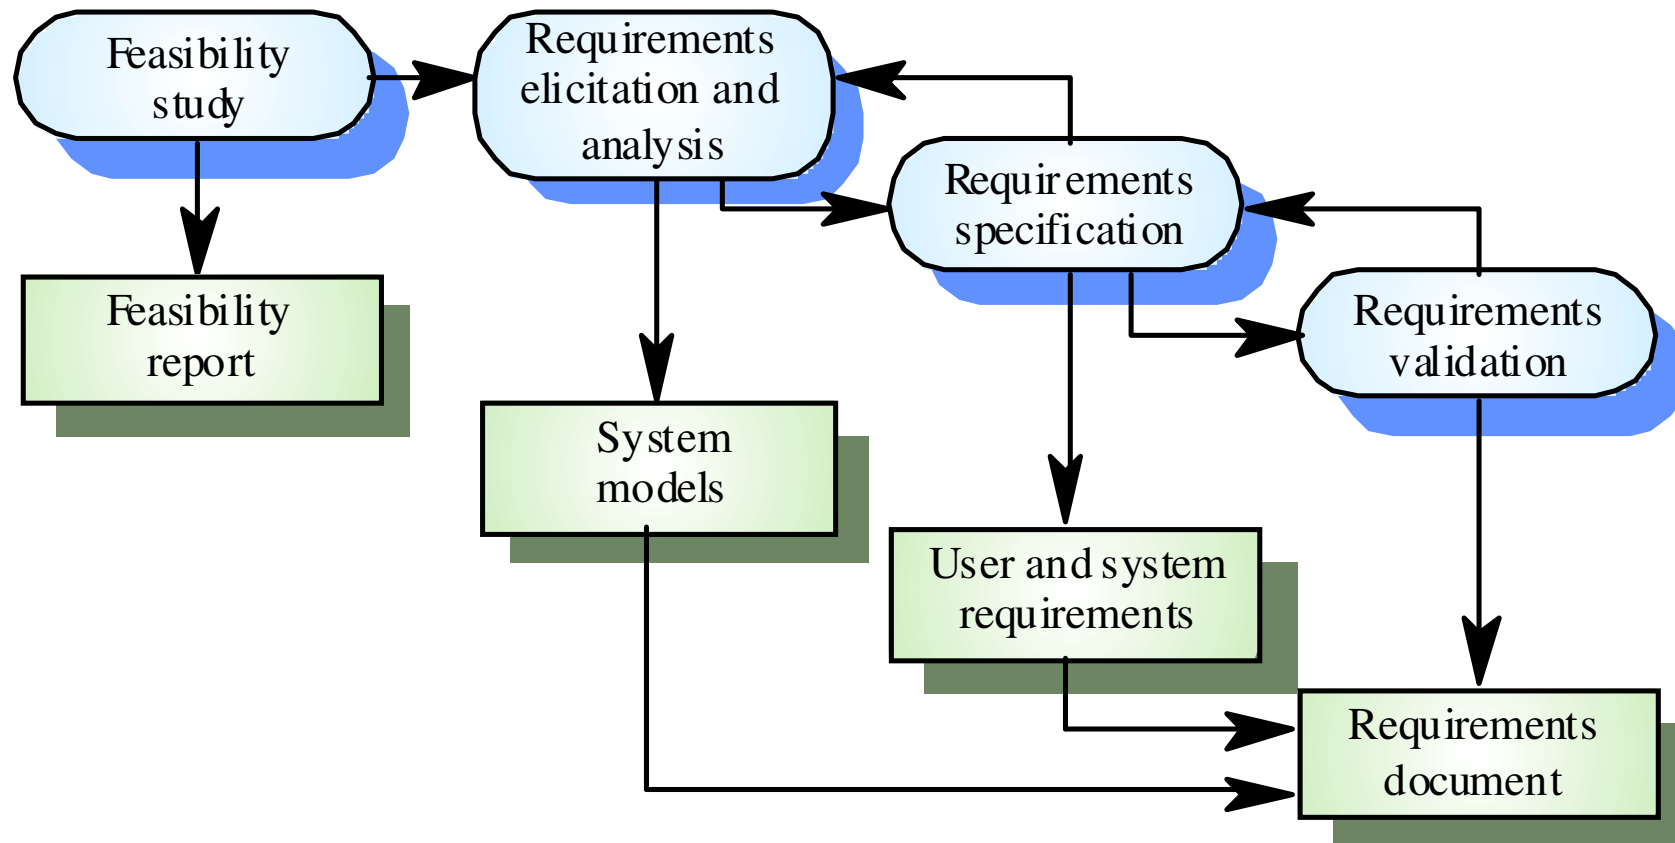 Feasibility
study
Requirements
elicitation and
analysis
Requirements
specification
Requirements
validation
Feasibility
report
System
models
User and system
requirements
Requirements
document